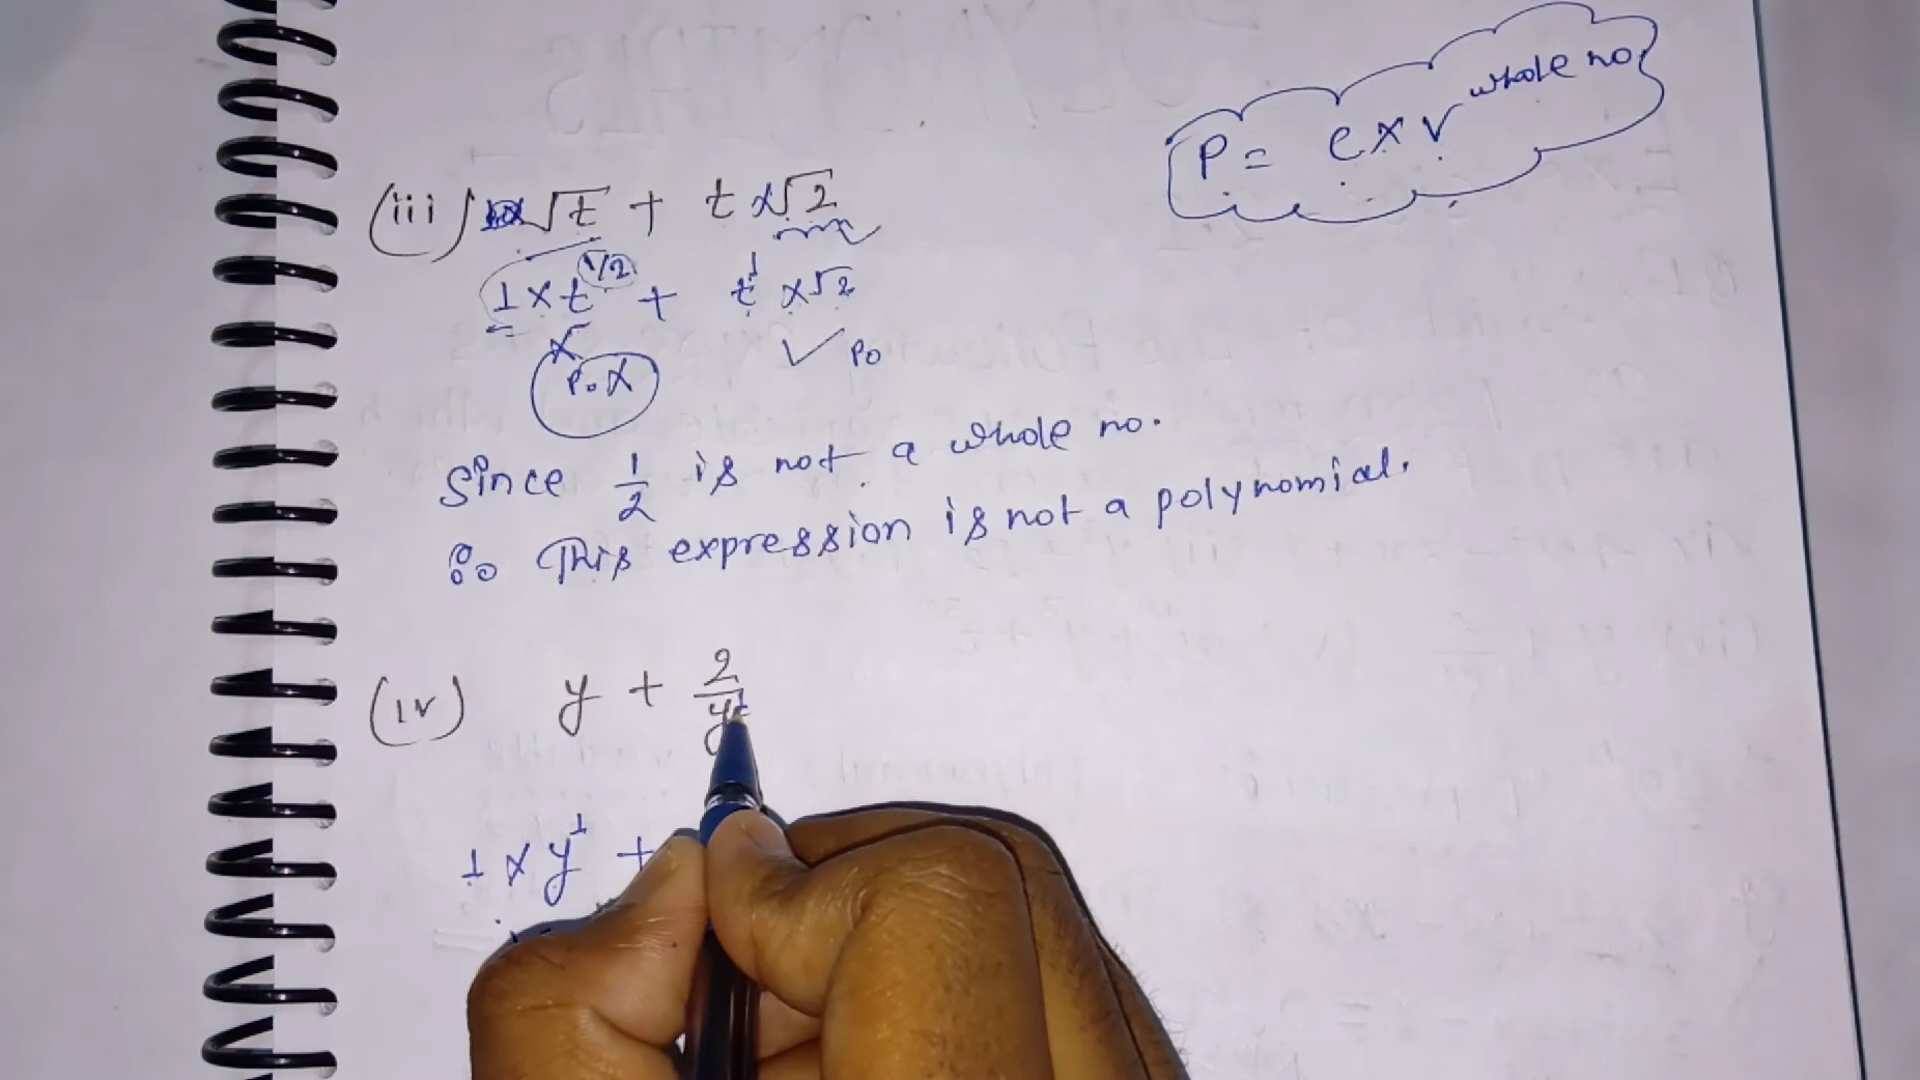 P = c x v^whole no.
(iii) √t + t x√2
1 x t^1/2 + t^1 x √2
x ✓ Po
P.X
Since 1/2 is not a whole no.
∴ This expression is not a polynomial.
(iv) y + 2/y^1
1 x y^1 +